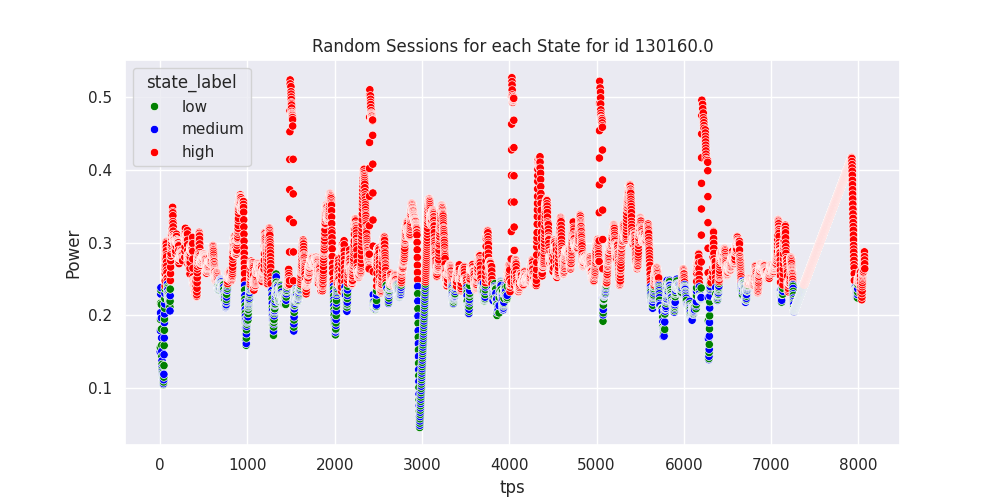 Random Sessions for each State for id 130160.0
state_label
low
medium
high
0.5
0.4
0.3
0.2
0.1
Power
0 1000 2000 3000 4000 5000 6000 7000 8000
tps